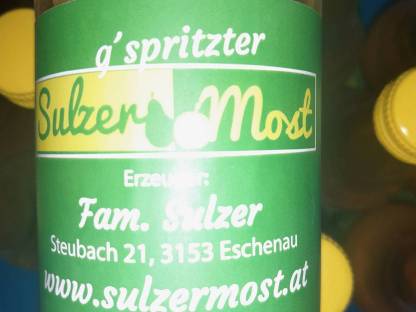 g'spritzter
Sulzer Most
Erzeuger:
Fam. Sulzer
Steubach 21, 3153 Eschenau
www.sulzermost.at